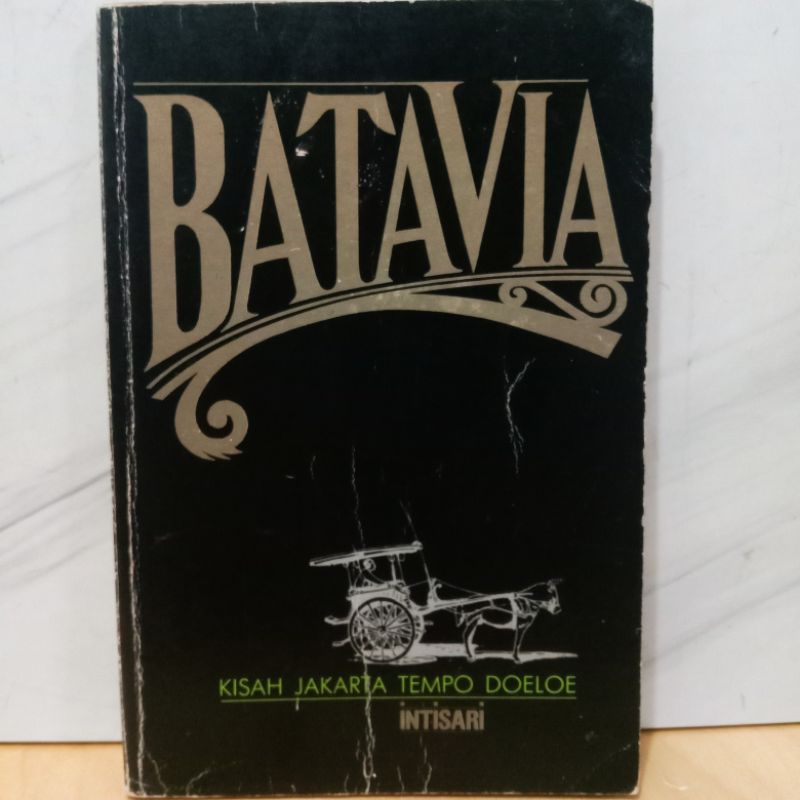 BATAVIA
KISAH JAKARTA TEMPO DOELOE
INTISARI